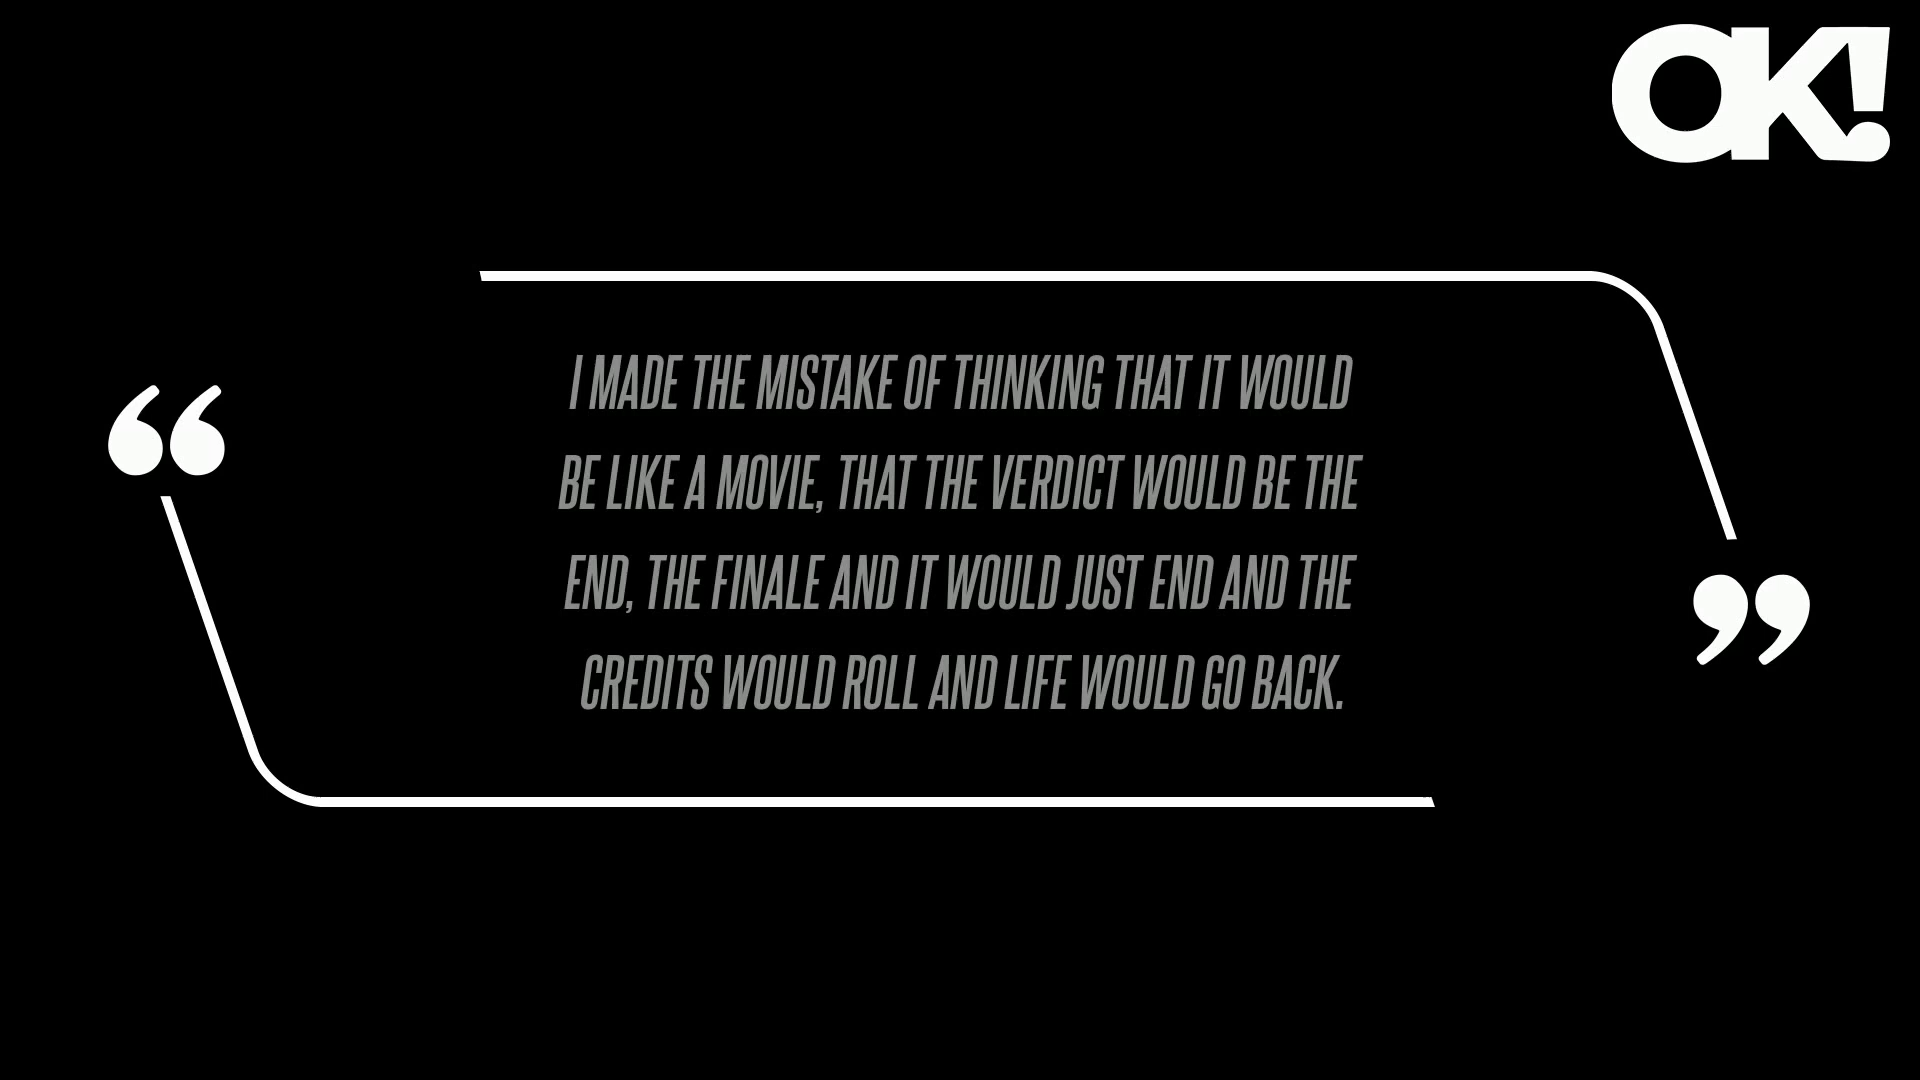 OK!
“
I MADE THE MISTAKE OF THINKING THAT IT WOULD
BE LIKE A MOVIE, THAT THE VERDICT WOULD BE THE
END, THE FINALE AND IT WOULD JUST END AND THE
CREDITS WOULD ROLL AND LIFE WOULD GO BACK.
”